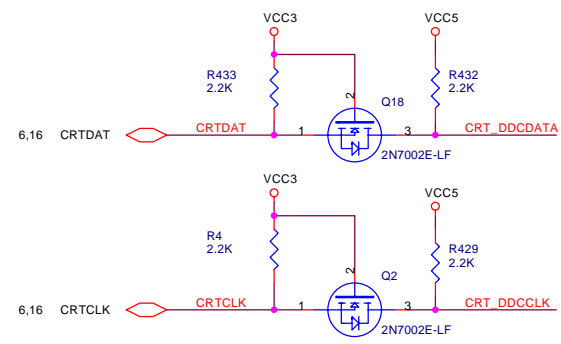 VCC3 VCC5
R433
2.2K
R432
2.2K
2
Q18
6,16 CRTDAT CRTDAT 1 3 CRT_DDCDATA
2N7002E-LF
VCC3 VCC5
R4
2.2K
R429
2.2K
2
Q2
6,16 CRTCLK CRTCLK 1 3 CRT_DDCCLK
2N7002E-LF